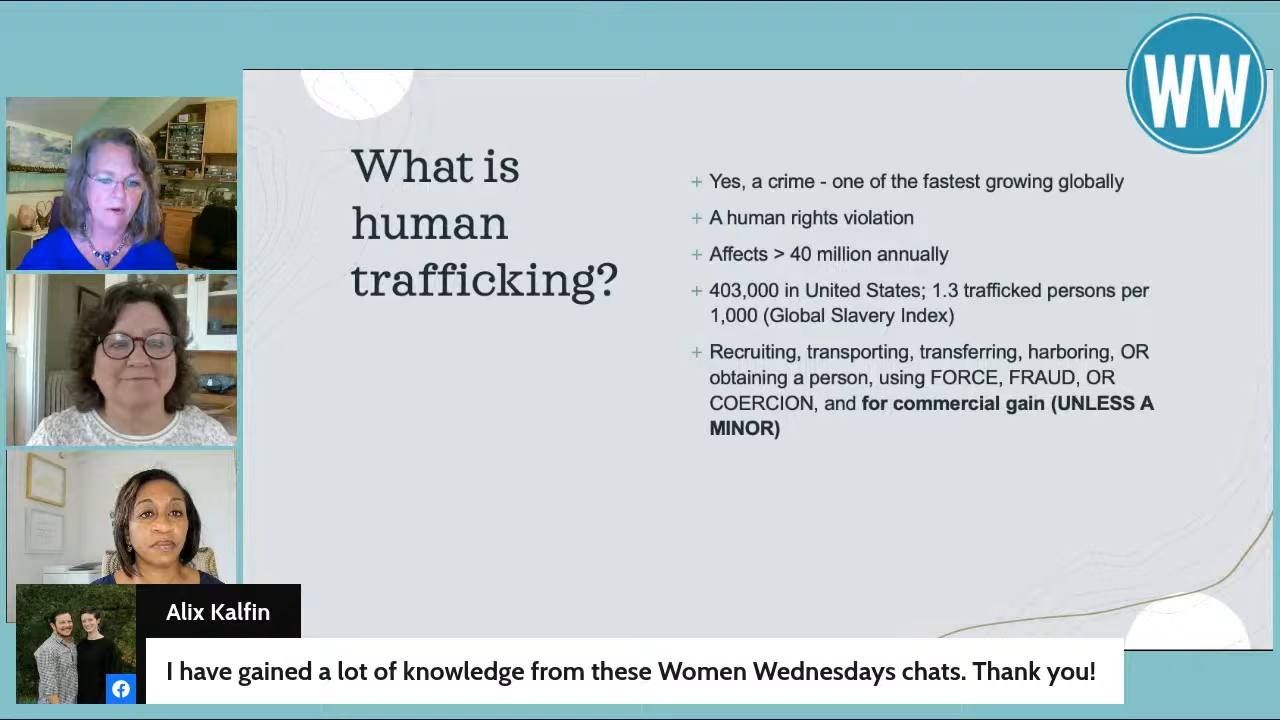 WW
What is
human
trafficking?
+ Yes, a crime - one of the fastest growing globally
+ A human rights violation
+ Affects > 40 million annually
+ 403,000 in United States; 1.3 trafficked persons per
1,000 (Global Slavery Index)
+ Recruiting, transporting, transferring, harboring, OR
obtaining a person, using FORCE, FRAUD, OR
COERCION, and for commercial gain (UNLESS A
MINOR)
Alix Kalfin
I have gained a lot of knowledge from these Women Wednesdays chats. Thank you!